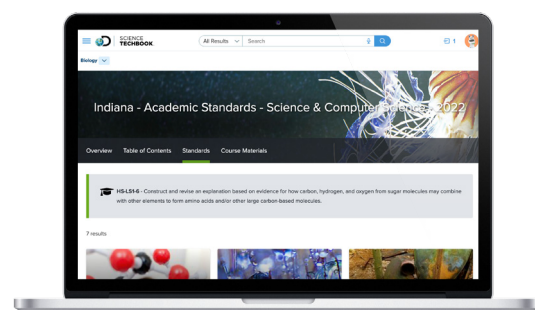 SCIENCE
TECHBOOK
All Results
Search
1
Biology
Indiana - Academic Standards - Science & Computer Science - 2022
Overview Table of Contents Standards Course Materials
HS-LS1-6 - Construct and revise an explanation based on evidence for how carbon, hydrogen, and oxygen from sugar molecules may combine
with other elements to form amino acids and/or other large carbon-based molecules.
7 results